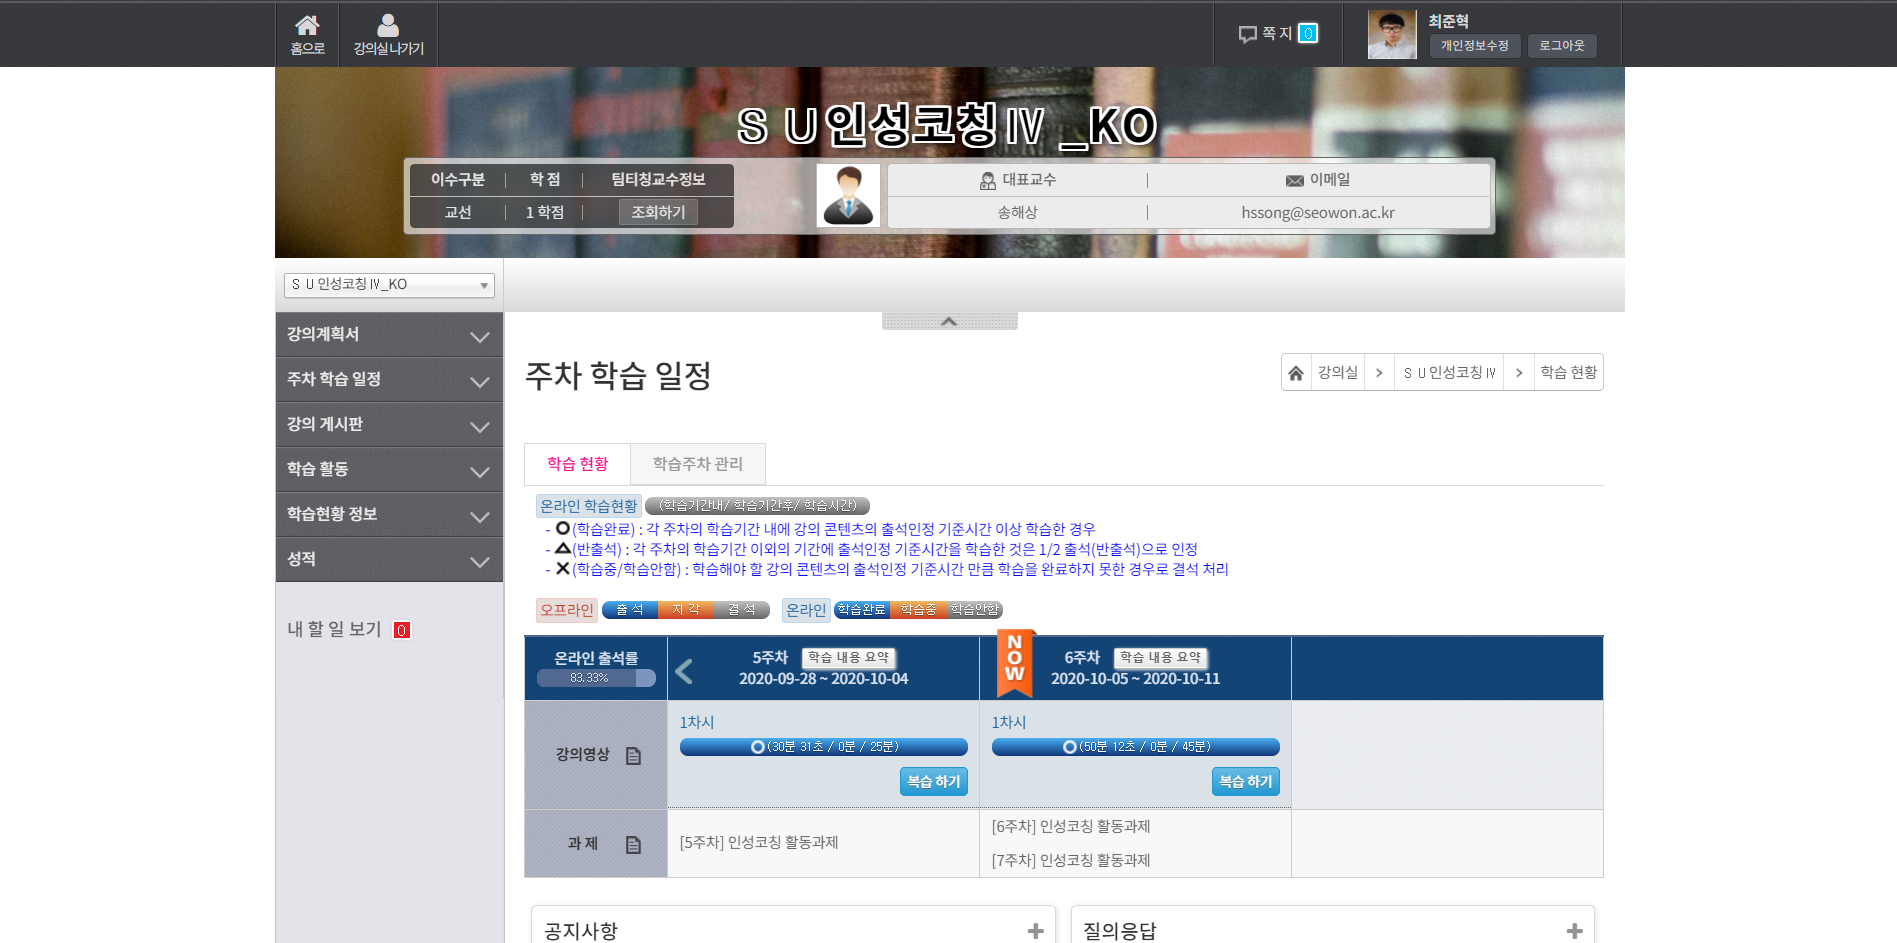 홈으로
강의실나가기
쪽지 0
최준혁
개인정보수정
로그아웃
ＳＵ인성코칭Ⅳ_KO
이수구분 학 점 팀티칭교수정보
교선 1 학점 조회하기
대표교수 이메일
송해상 hssong@seowon.ac.kr
ＳＵ인성코칭Ⅳ_KO
강의계획서
주차 학습 일정
강의 게시판
학습 활동
학습현황 정보
성적
내 할 일 보기 0
주차 학습 일정
강의실 > ＳＵ인성코칭Ⅳ > 학습 현황
학습 현황 학습주차 관리
온라인 학습현황 (학습기간내/ 학습기간후/ 학습시간)
- O(학습완료) : 각 주차의 학습기간 내에 강의 콘텐츠의 출석인정 기준시간 이상 학습한 경우
- △(반출석) : 각 주차의 학습기간 이외의 기간에 출석인정 기준시간을 학습한 것은 1/2 출석(반출석)으로 인정
- X(학습중/학습안함) : 학습해야 할 강의 콘텐츠의 출석인정 기준시간 만큼 학습을 완료하지 못한 경우로 결석 처리
오프라인 출 석 지 각 결 석 온라인 학습완료 학습중 학습안함
온라인 출석률
83.33%
5주차 학습 내용 요약
2020-09-28 ~ 2020-10-04
NOW
6주차 학습 내용 요약
2020-10-05 ~ 2020-10-11
강의영상
1차시
O(30분 31초 / 0분 / 25분)
복습 하기
1차시
O(50분 12초 / 0분 / 45분)
복습 하기
과 제
[5주차] 인성코칭 활동과제
[6주차] 인성코칭 활동과제
[7주차] 인성코칭 활동과제
공지사항 +
질의응답 +